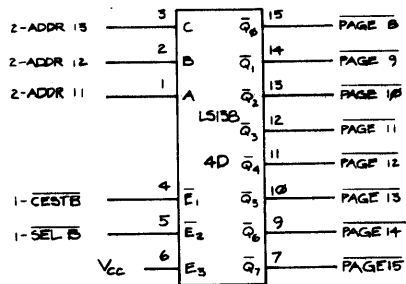 2-ADDR 13 3 C Q̅0 15 PAGE 8
2-ADDR 12 2 B Q̅1 14 PAGE 9
2-ADDR 11 1 A Q̅2 13 PAGE 10
LS138 Q̅3 12 PAGE 11
4D Q̅4 11 PAGE 12
1-CESTB 4 E̅1 Q̅5 10 PAGE 13
1-SEL B 5 E̅2 Q̅6 9 PAGE 14
VCC 6 E3 Q̅7 7 PAGE 15